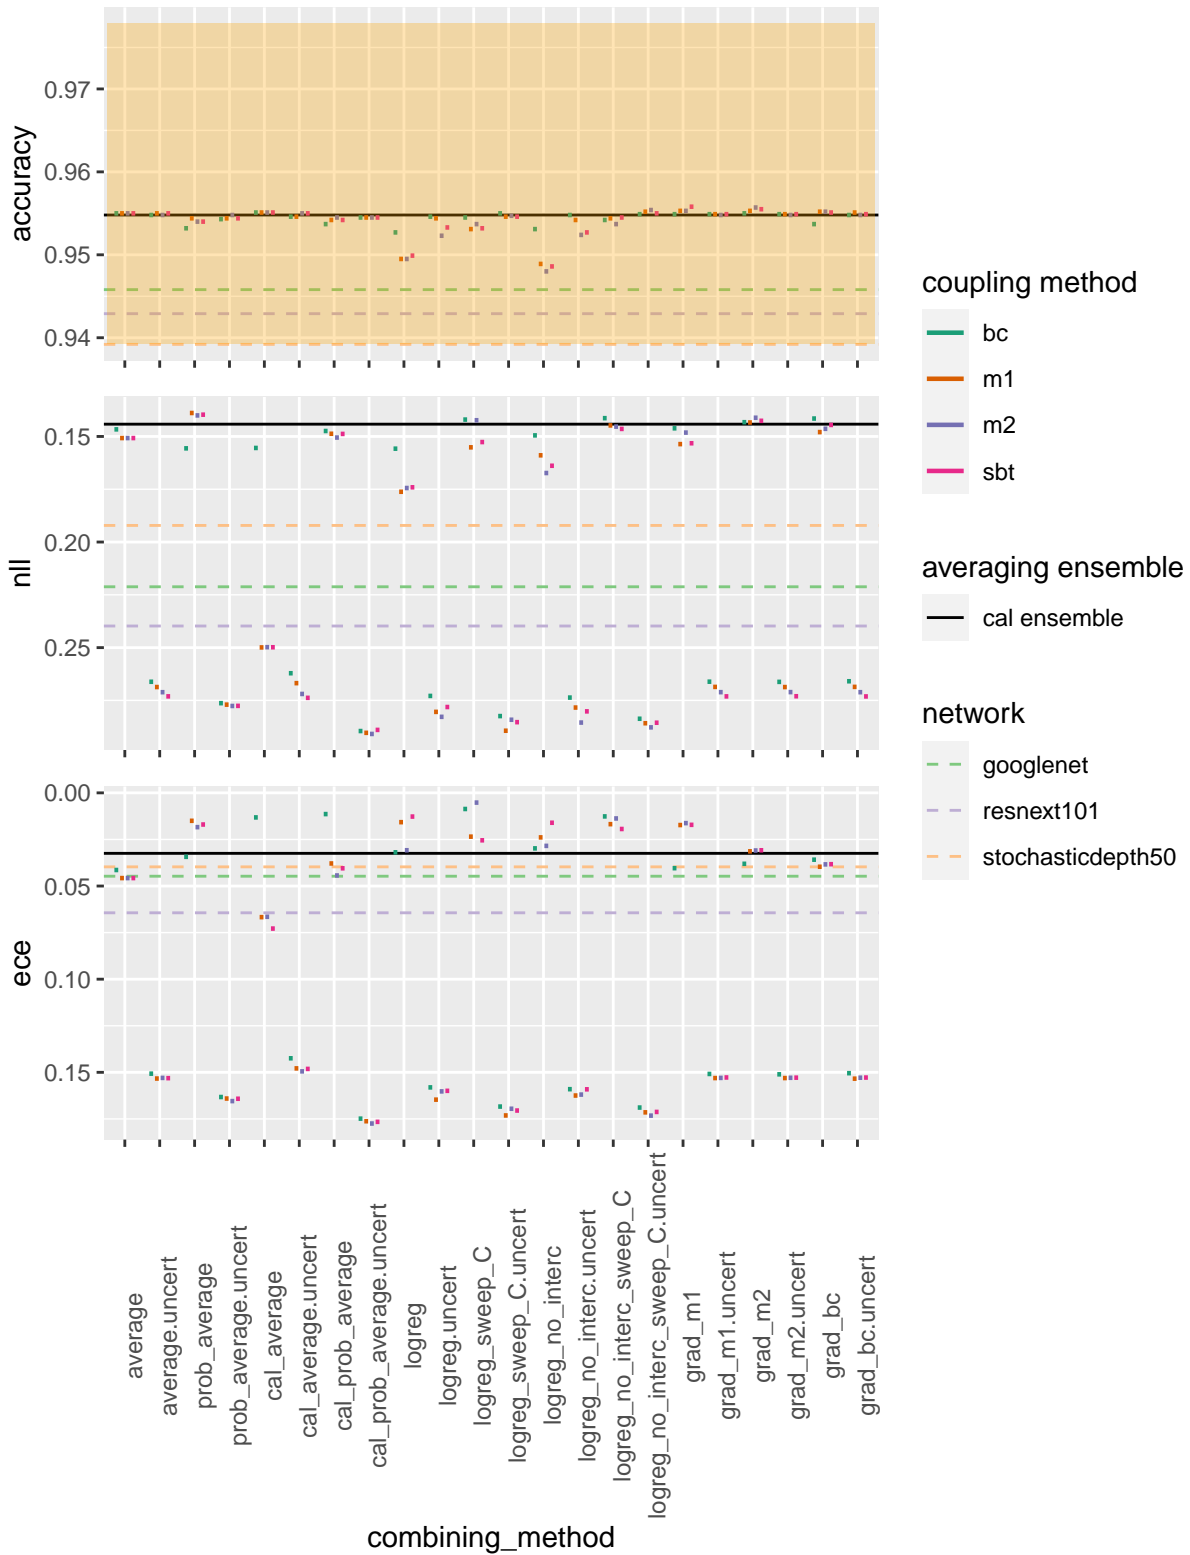 accuracy
0.97
0.96
0.95
0.94
nll
0.15
0.20
0.25
ece
0.00
0.05
0.10
0.15
average
average.uncert
prob_average
prob_average.uncert
cal_average
cal_average.uncert
cal_prob_average
cal_prob_average.uncert
logreg
logreg.uncert
logreg_sweep_C
logreg_sweep_C.uncert
logreg_no_interc
logreg_no_interc.uncert
logreg_no_interc_sweep_C
logreg_no_interc_sweep_C.uncert
grad_m1
grad_m1.uncert
grad_m2
grad_m2.uncert
grad_bc
grad_bc.uncert
combining_method
coupling method
bc
m1
m2
sbt
averaging ensemble
cal ensemble
network
googlenet
resnext101
stochasticdepth50